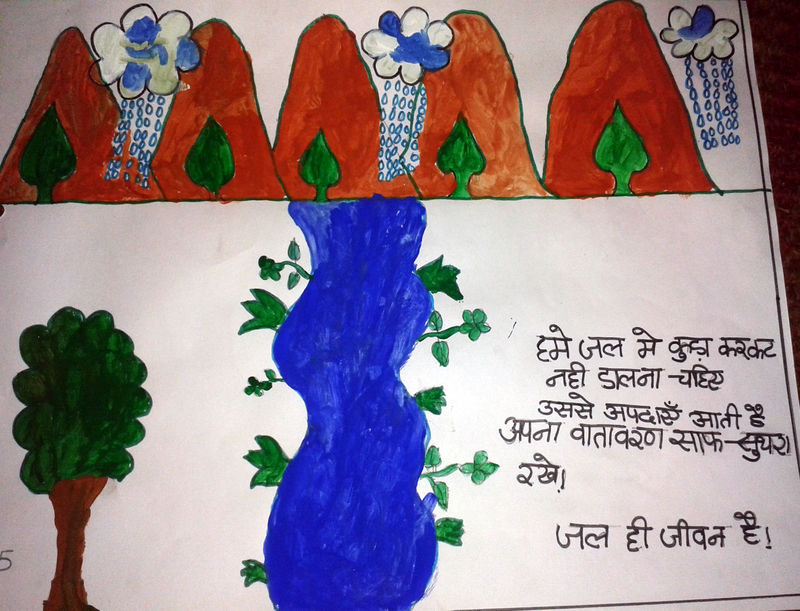 हमे जल मे कुड़ा करकट
नही डालना चहिए
उससे अपदाएँ आती है
अपना वातावरण साफ-सुथरा
रखे!
जल ही जीवन है!
5